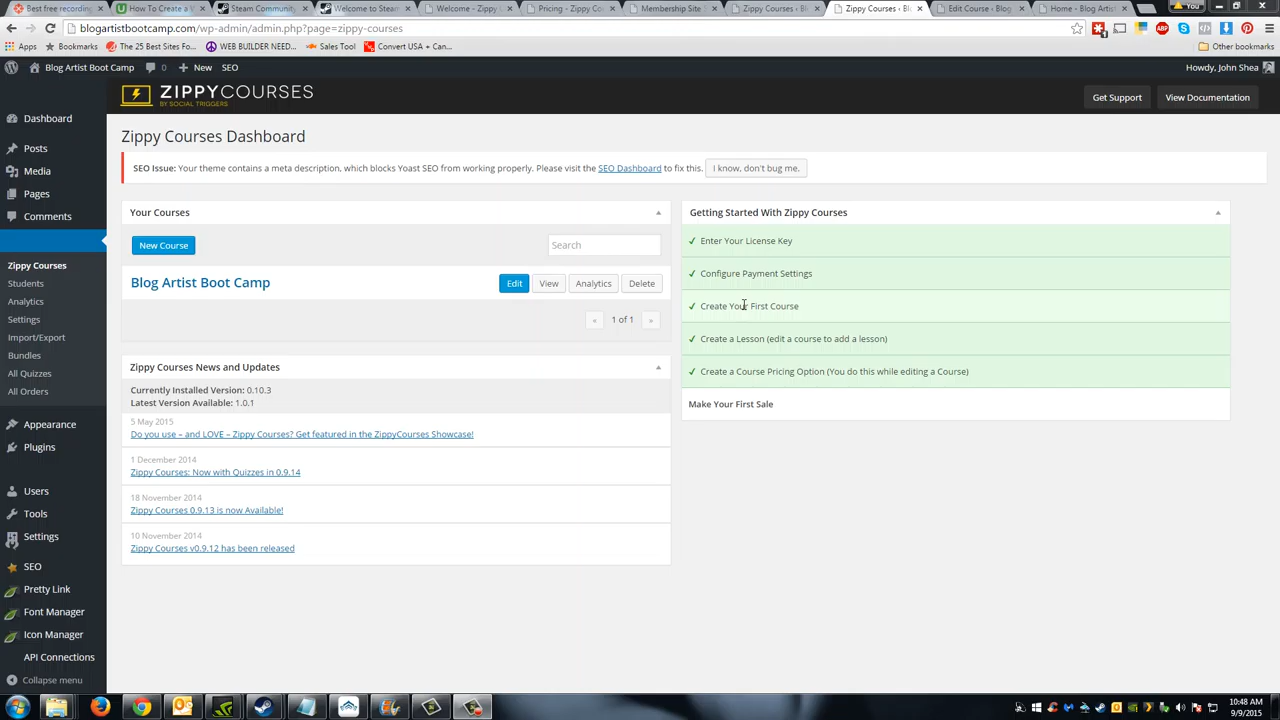 Best free recording
How To Create a
Steam Community
Welcome to Steam
Welcome - Zippy
Pricing - Zippy Co
Membership Site
Zippy Courses ‹ Bl
Zippy Courses ‹ Bl
Edit Course ‹ Blog
Home - Blog Artis
You
blogartistbootcamp.com/wp-admin/admin.php?page=zippy-courses
Apps
Bookmarks
The 25 Best Sites Fo...
WEB BUILDER NEED...
Sales Tool
Convert USA + C...
Other bookmarks
Blog Artist Boot Camp
0
New
SEO
Howdy, John Shea
Dashboard
Posts
Media
Pages
Comments
Zippy Courses
Students
Analytics
Settings
Import/Export
Bundles
All Quizzes
All Orders
Appearance
Plugins
Users
Tools
Settings
SEO
Pretty Link
Font Manager
Icon Manager
API Connections
Collapse menu
ZIPPYCOURSES
BY SOCIAL TRIGGERS
Get Support
View Documentation
Zippy Courses Dashboard
SEO Issue: Your theme contains a meta description, which blocks Yoast SEO from working properly. Please visit the SEO Dashboard to fix this.
I know, don't bug me.
Your Courses
New Course
Search
Blog Artist Boot Camp
Edit
View
Analytics
Delete
« 1 of 1 »
Zippy Courses News and Updates
Currently Installed Version: 0.10.3
Latest Version Available: 1.0.1
5 May 2015
Do you use – and LOVE – Zippy Courses? Get featured in the ZippyCourses Showcase!
1 December 2014
Zippy Courses: Now with Quizzes in 0.9.14
18 November 2014
Zippy Courses 0.9.13 is now Available!
10 November 2014
Zippy Courses v0.9.12 has been released
Getting Started With Zippy Courses
✓ Enter Your License Key
✓ Configure Payment Settings
✓ Create Your First Course
✓ Create a Lesson (edit a course to add a lesson)
✓ Create a Course Pricing Option (You do this while editing a Course)
Make Your First Sale
10:48 AM
9/9/2015